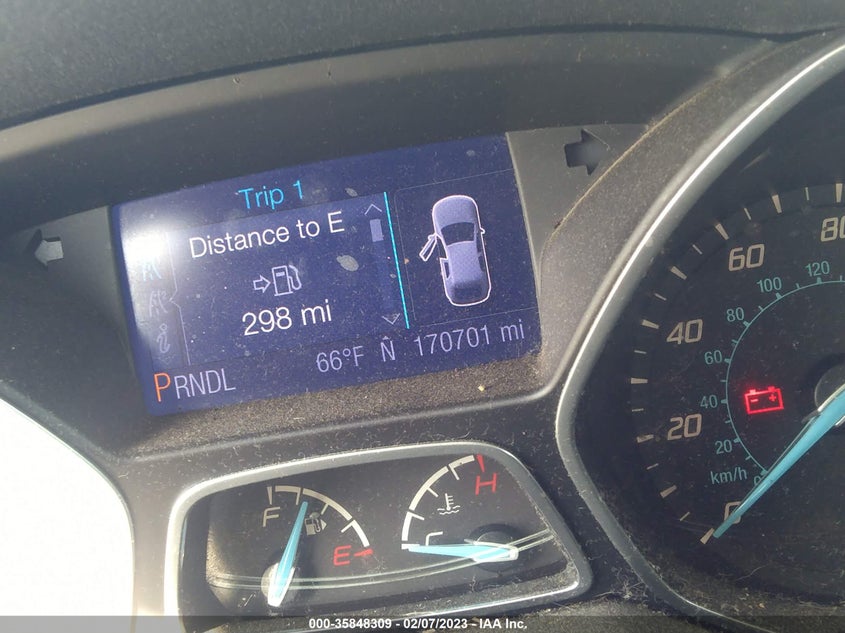 Trip 1
Distance to E
298 mi
66°F N 170701 mi
PRNDL
F
E
C
H
0
20
40
60
80
km/h
20
40
60
80
100
120
000-35848309 - 02/07/2023 - IAA Inc.